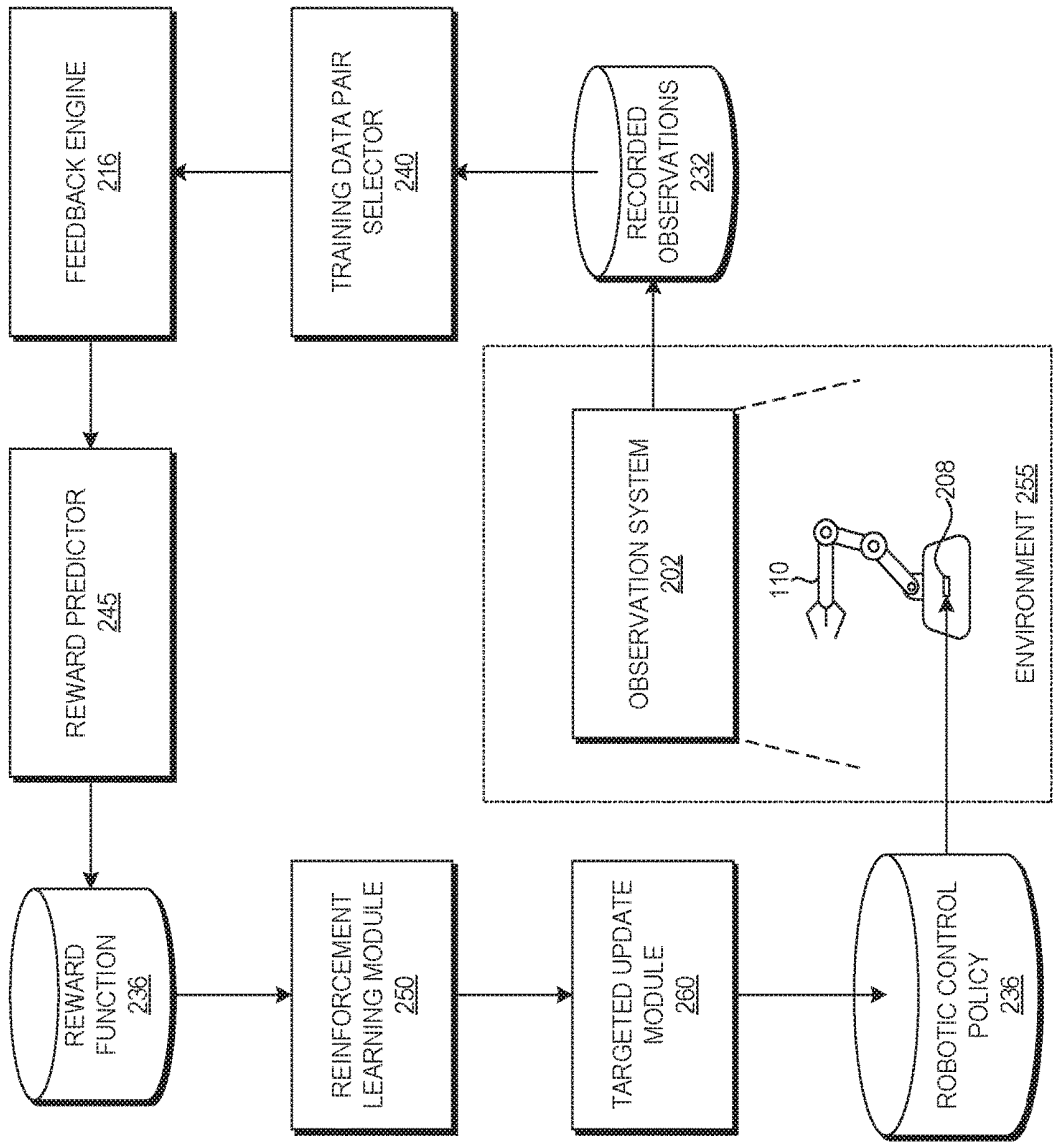 REWARD
FUNCTION
236
REWARD PREDICTOR
245
FEEDBACK ENGINE
216
REINFORCEMENT
LEARNING MODULE
250
TRAINING DATA PAIR
SELECTOR
240
TARGETED UPDATE
MODULE
260
OBSERVATION SYSTEM
202
RECORDED
OBSERVATIONS
232
110
208
ROBOTIC CONTROL
POLICY
236
ENVIRONMENT 255